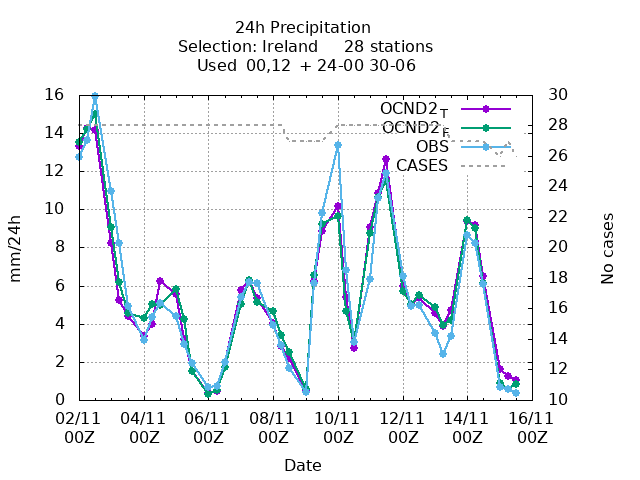 24h Precipitation
Selection: Ireland 28 stations
Used 00,12 + 24-00 30-06
16 30
14 28
12 26
10 24
8 22
6 20
4 18
2 16
0 14
12
10
mm/24h
No cases
OCND2_T
OCND2_i
OBS
CASES
02/11 04/11 06/11 08/11 10/11 12/11 14/11 16/11
00Z 00Z 00Z 00Z 00Z 00Z 00Z 00Z
Date